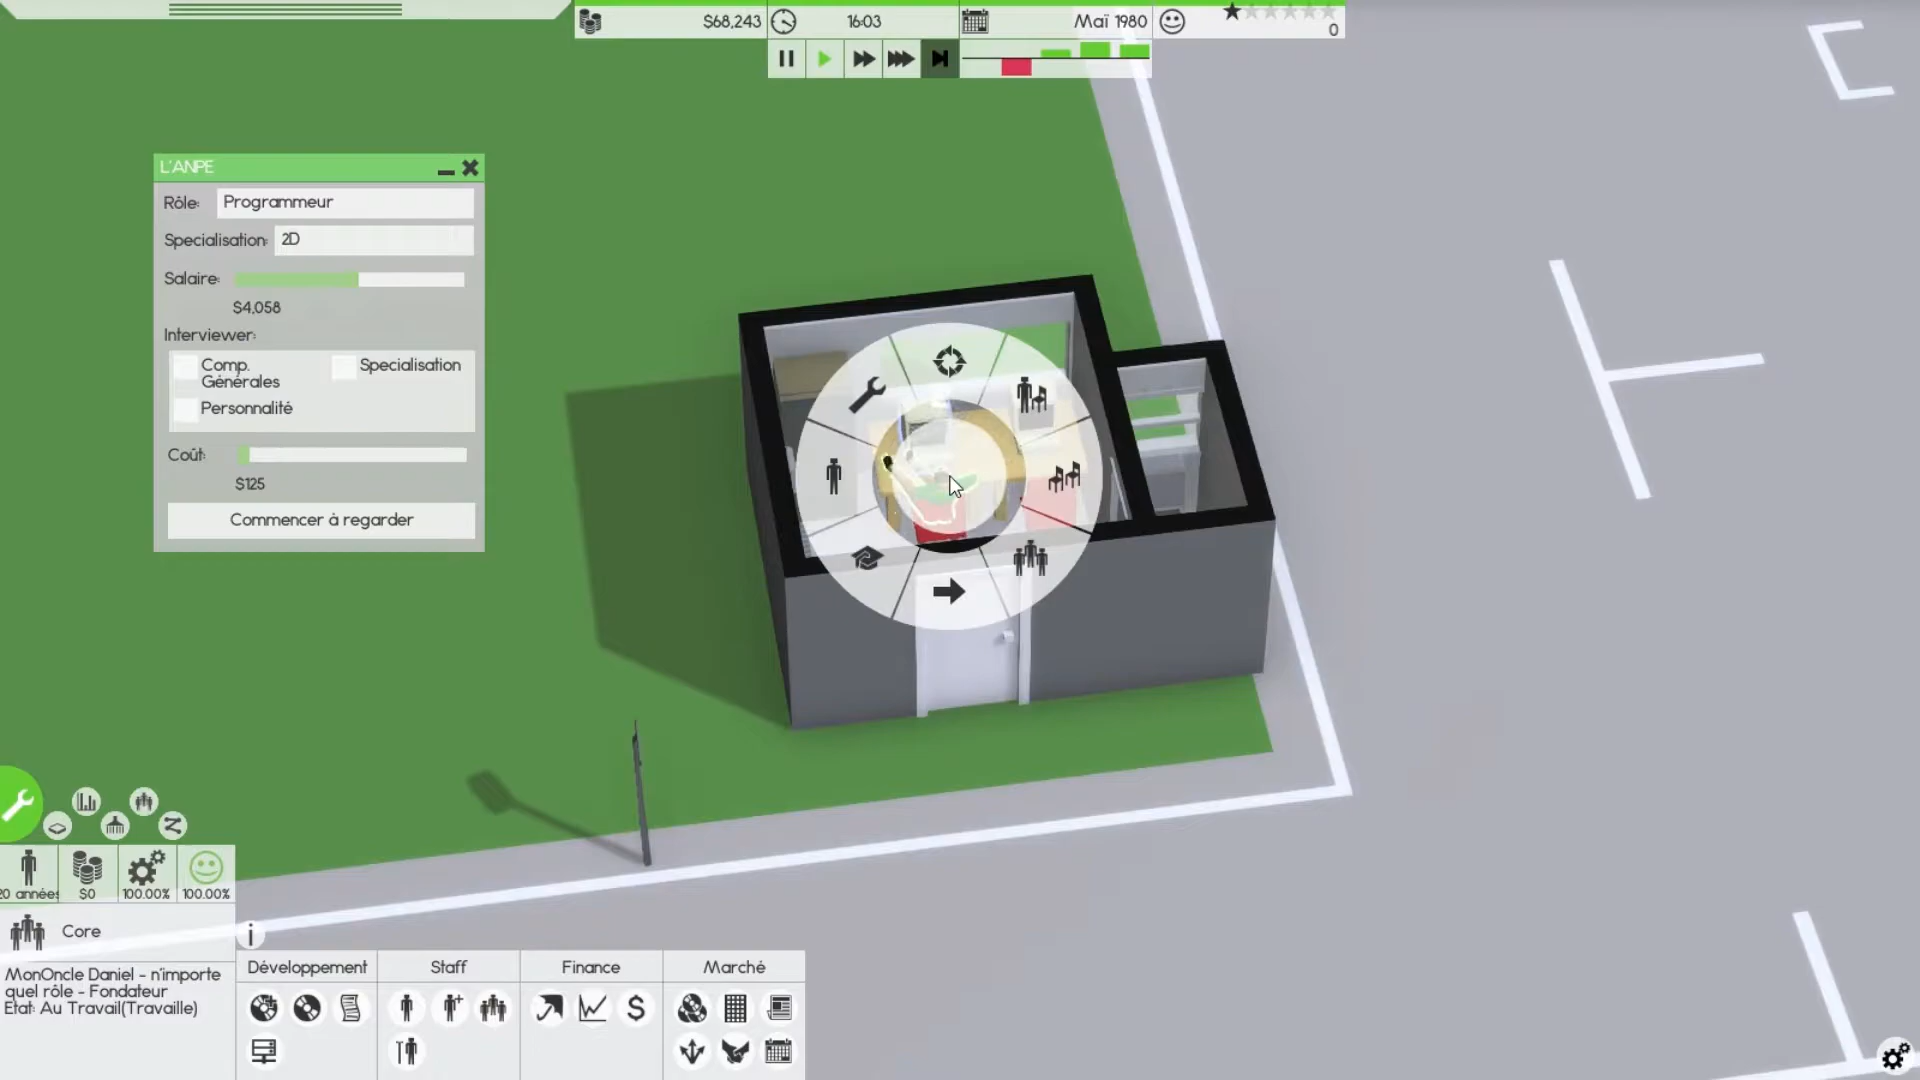 $68,243
16:03
Maï 1980
0
L'ANPE
Rôle:
Programmeur
Specialisation:
2D
Salaire:
$4,058
Interviewer:
Comp. Générales
Specialisation
Personnalité
Coût:
$125
Commencer à regarder
20 années
$0
100.00%
100.00%
Core
MonOncle Daniel - n'importe
quel rôle - Fondateur
Etat: Au Travail(Travaille)
Développement
Staff
Finance
Marché